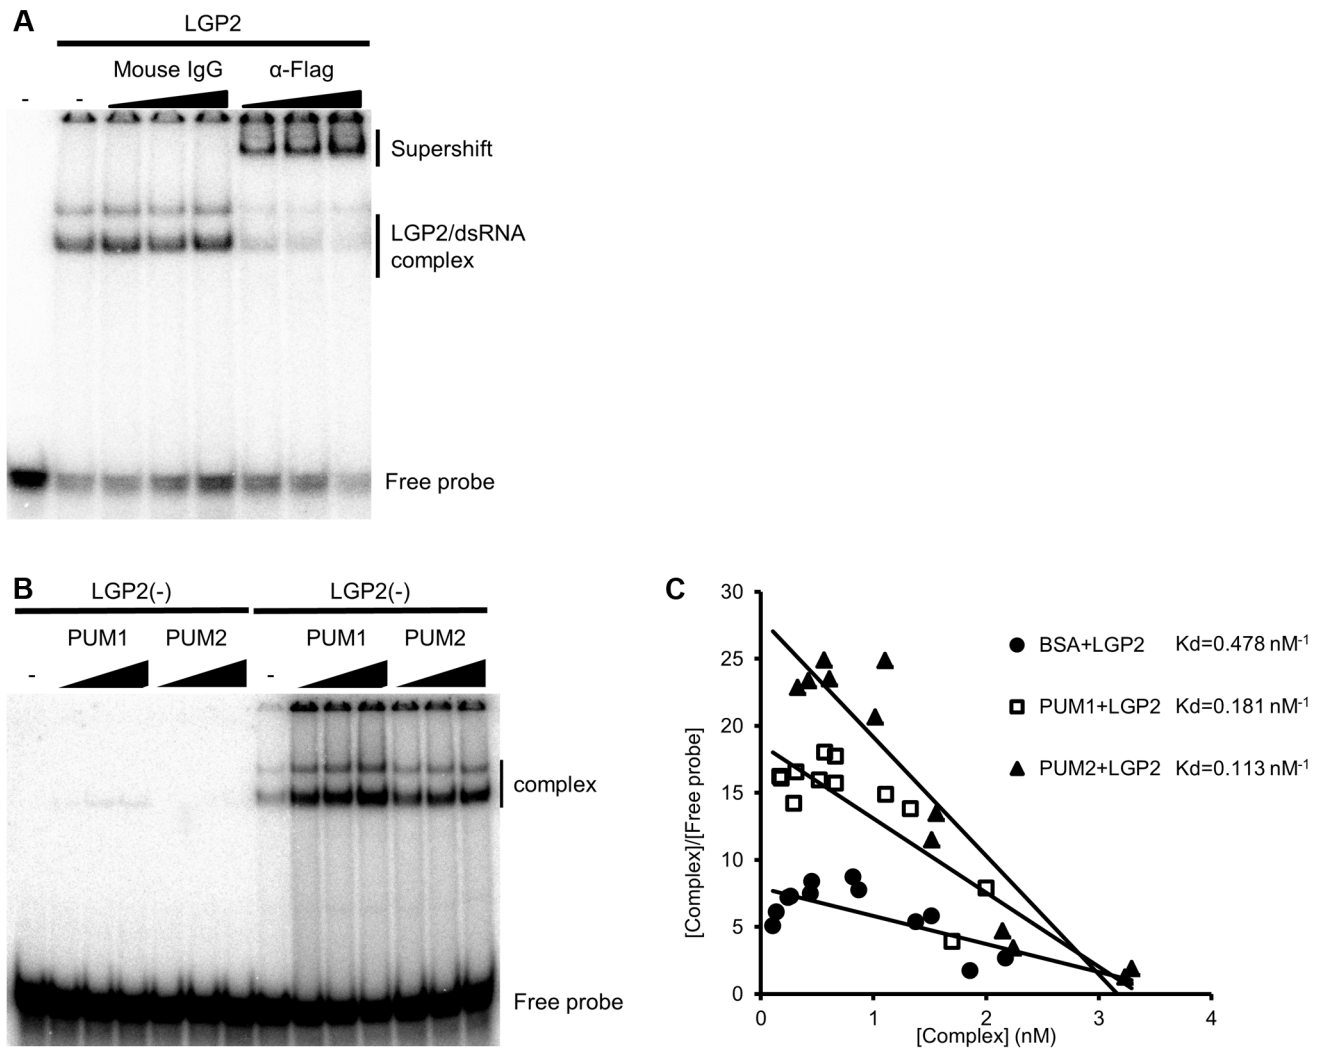 A
LGP2
Mouse IgG α-Flag
- -
Supershift
LGP2/dsRNA
complex
Free probe
B
LGP2(-) LGP2(-)
PUM1 PUM2 PUM1 PUM2
- -
complex
Free probe
C
30
25
20
15
10
5
0
[Complex]/[Free probe]
BSA+LGP2 Kd=0.478 nM-1
PUM1+LGP2 Kd=0.181 nM-1
PUM2+LGP2 Kd=0.113 nM-1
0 1 2 3 4
[Complex] (nM)